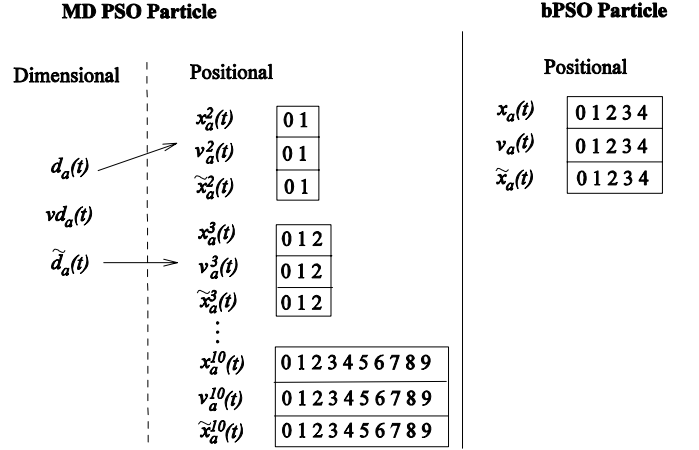 MD PSO Particle
Dimensional
Positional
x_a^2(t) 0 1
v_a^2(t) 0 1
x̃_a^2(t) 0 1
d_a(t)
vd_a(t)
d̃_a(t)
x_a^3(t) 0 1 2
v_a^3(t) 0 1 2
x̃_a^3(t) 0 1 2
⋮
x_a^10(t) 0 1 2 3 4 5 6 7 8 9
v_a^10(t) 0 1 2 3 4 5 6 7 8 9
x̃_a^10(t) 0 1 2 3 4 5 6 7 8 9
bPSO Particle
Positional
x_a(t) 0 1 2 3 4
v_a(t) 0 1 2 3 4
x̃_a(t) 0 1 2 3 4